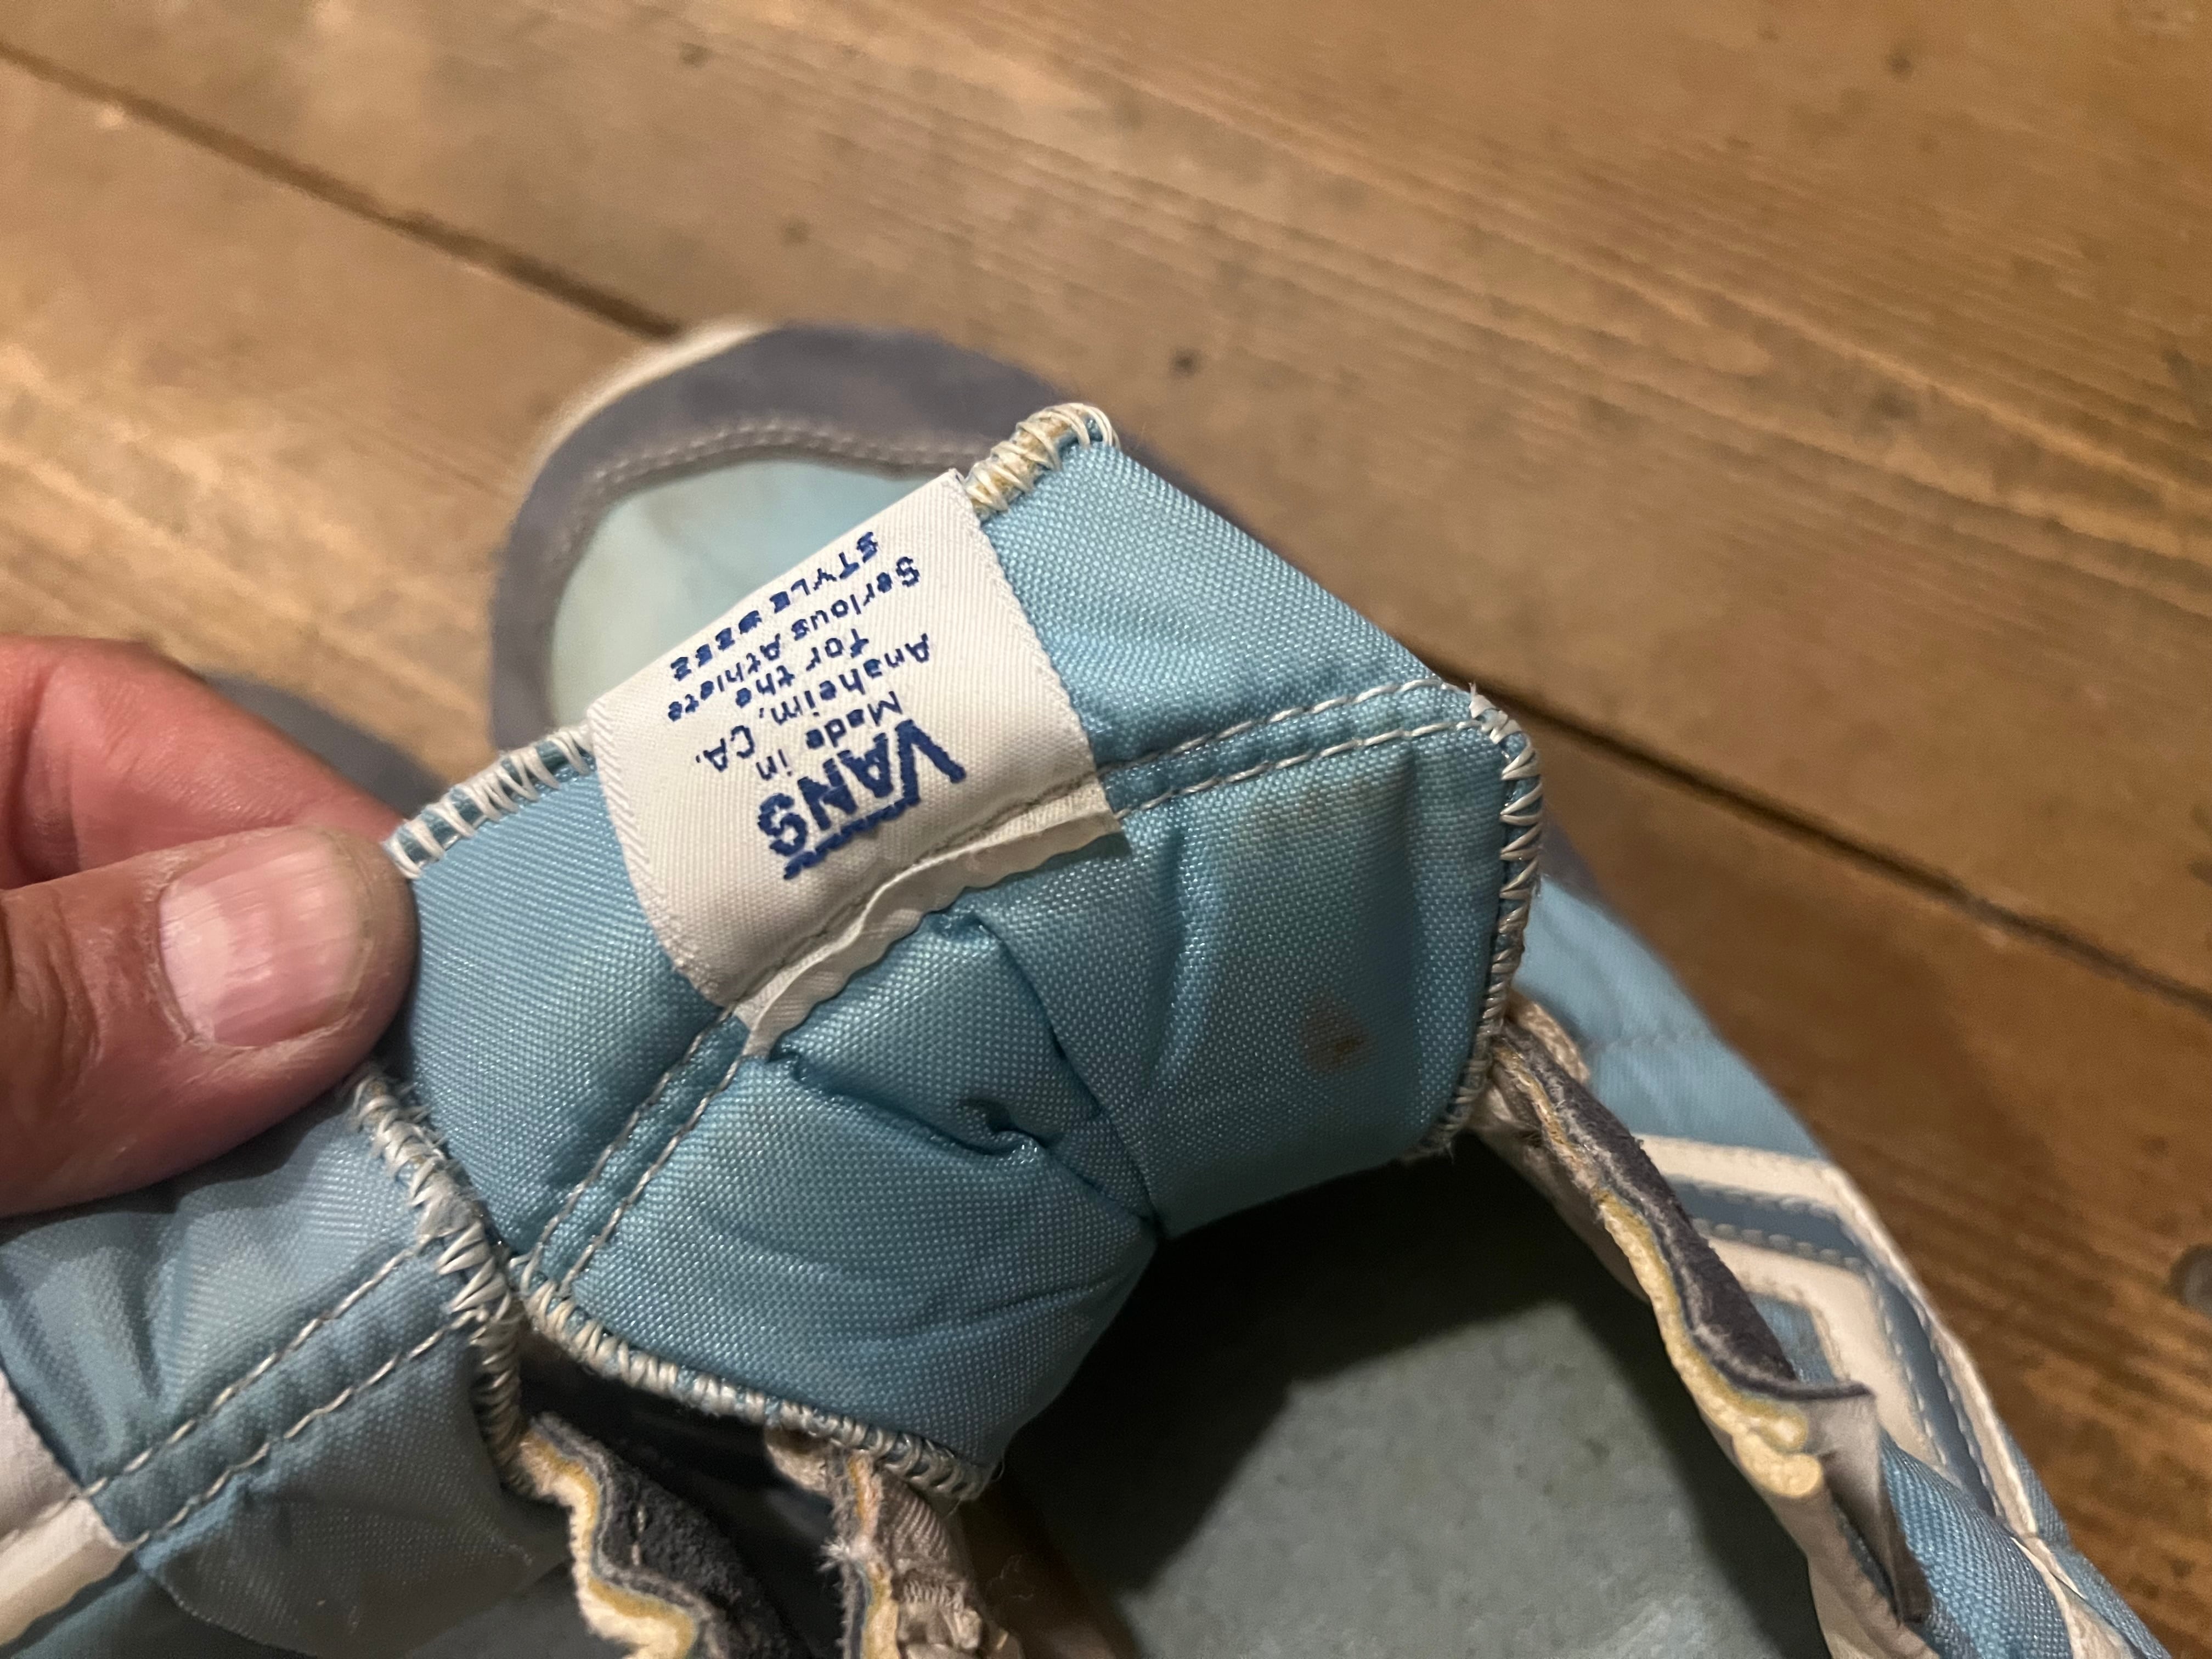 VANS
Made in
Anaheim, CA.
for the
Serious Athlete
STYLE